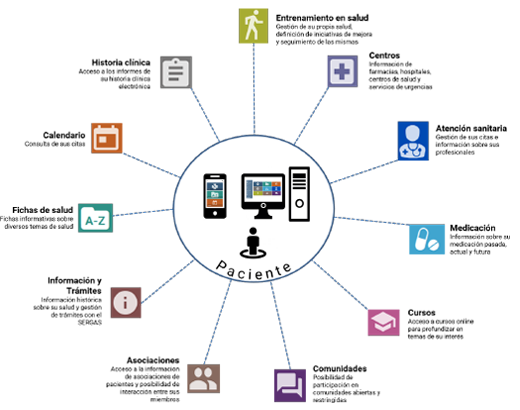 Entrenamiento en salud
Gestión de su propia salud,
definición de iniciativas de mejora
y seguimiento de las mismas
Centros
Información de
farmacias, hospitales,
centros de salud y
servicios de urgencias
Atención sanitaria
Gestión de sus citas e
información sobre sus
profesionales
Medicación
Información sobre su
medicación pasada,
actual y futura
Cursos
Acceso a cursos online
para profundizar en
temas de su interés
Comunidades
Posibilidad de
participación en
comunidades abiertas y
restringidas
Asociaciones
Acceso a la información
de asociaciones de
pacientes y posibilidad de
interacción entre sus
miembros
Información y
Trámites
Información histórica
sobre su salud y gestión
de trámites con el
SERGAS
Fichas de salud
Fichas informativas sobre
diversos temas de salud
A-Z
Calendario
Consulta de sus citas
Historia clínica
Acceso a los informes de
su historia clínica
electrónica
Paciente